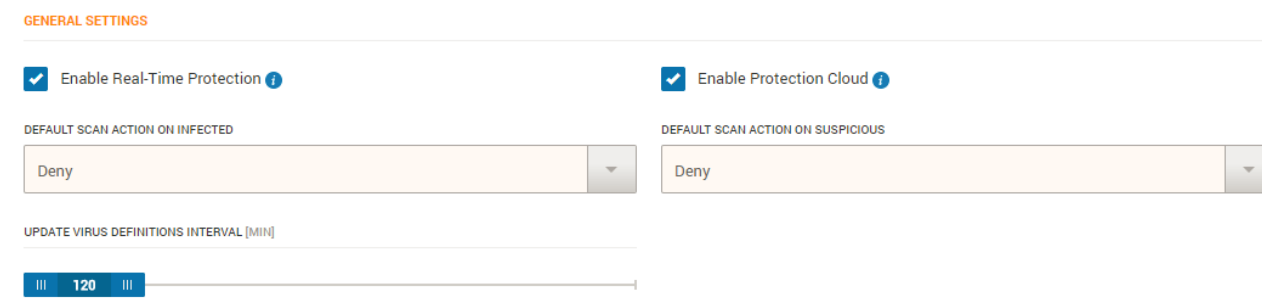 GENERAL SETTINGS
Enable Real-Time Protection i
Enable Protection Cloud i
DEFAULT SCAN ACTION ON INFECTED
DEFAULT SCAN ACTION ON SUSPICIOUS
Deny
Deny
UPDATE VIRUS DEFINITIONS INTERVAL [MIN]
120